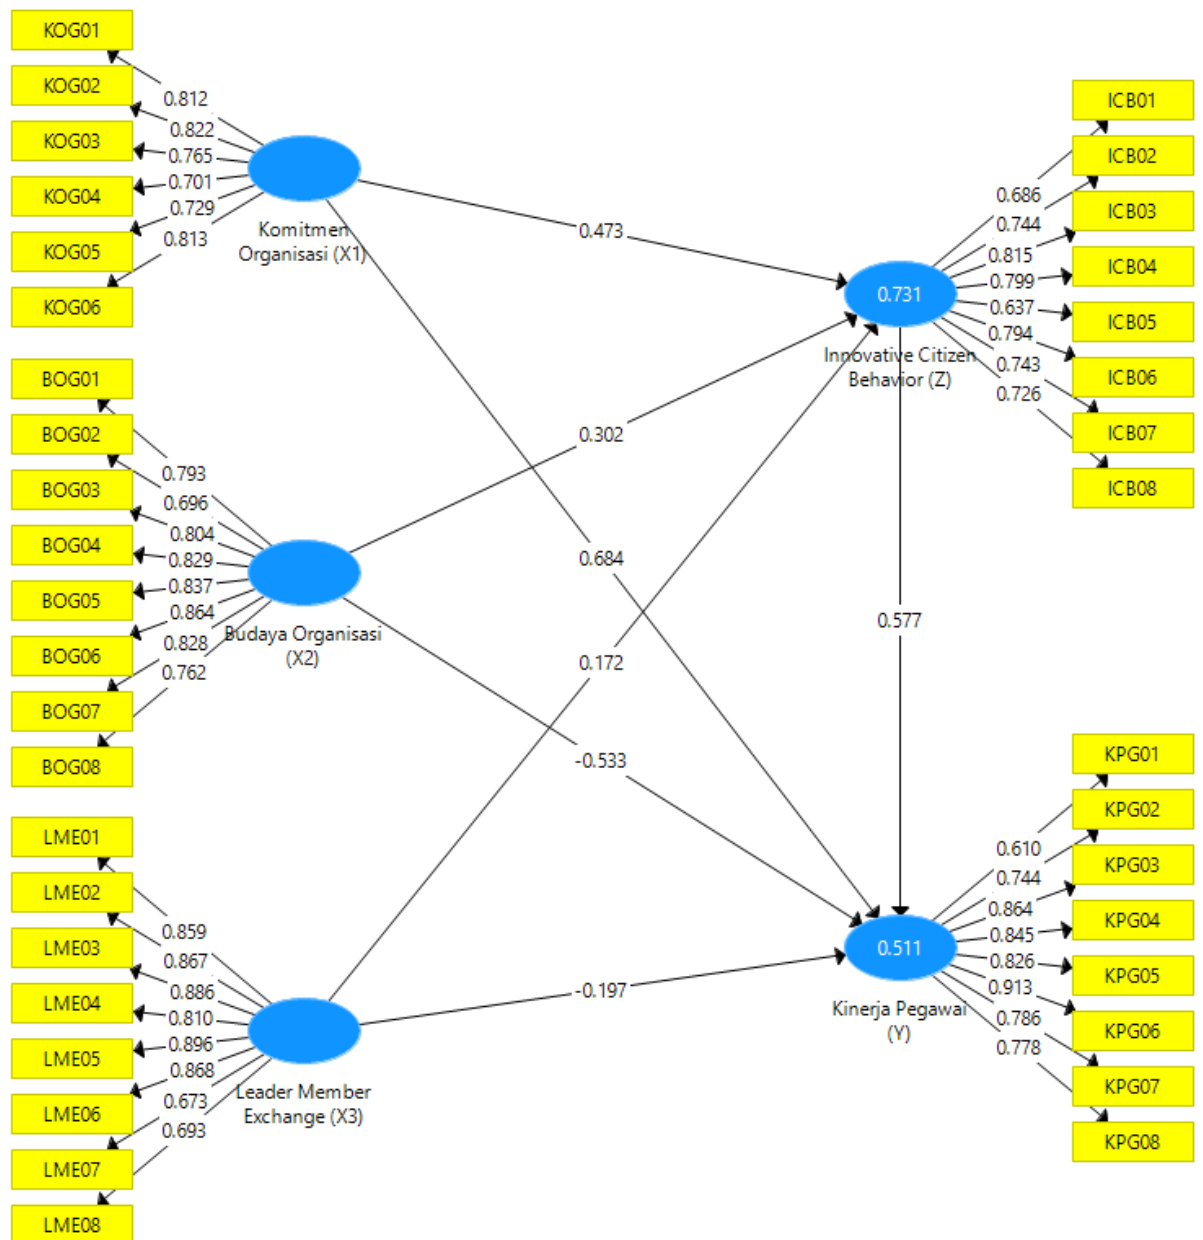 KOG01
KOG02
KOG03
KOG04
KOG05
KOG06
0.812
0.822
0.765
0.701
0.729
0.813
Komitmen
Organisasi (X1)
BOG01
BOG02
BOG03
BOG04
BOG05
BOG06
BOG07
BOG08
0.793
0.696
0.804
0.829
0.837
0.864
0.828
0.762
Budaya Organisasi
(X2)
LME01
LME02
LME03
LME04
LME05
LME06
LME07
LME08
0.859
0.867
0.886
0.810
0.896
0.868
0.673
0.693
Leader Member
Exchange (X3)
0.473
0.302
0.684
0.172
-0.533
-0.197
0.577
0.731
Innovative Citizen
Behavior (Z)
0.686
0.744
0.815
0.799
0.637
0.794
0.743
0.726
ICB01
ICB02
ICB03
ICB04
ICB05
ICB06
ICB07
ICB08
0.511
Kinerja Pegawai
(Y)
0.610
0.744
0.864
0.845
0.826
0.913
0.786
0.778
KPG01
KPG02
KPG03
KPG04
KPG05
KPG06
KPG07
KPG08